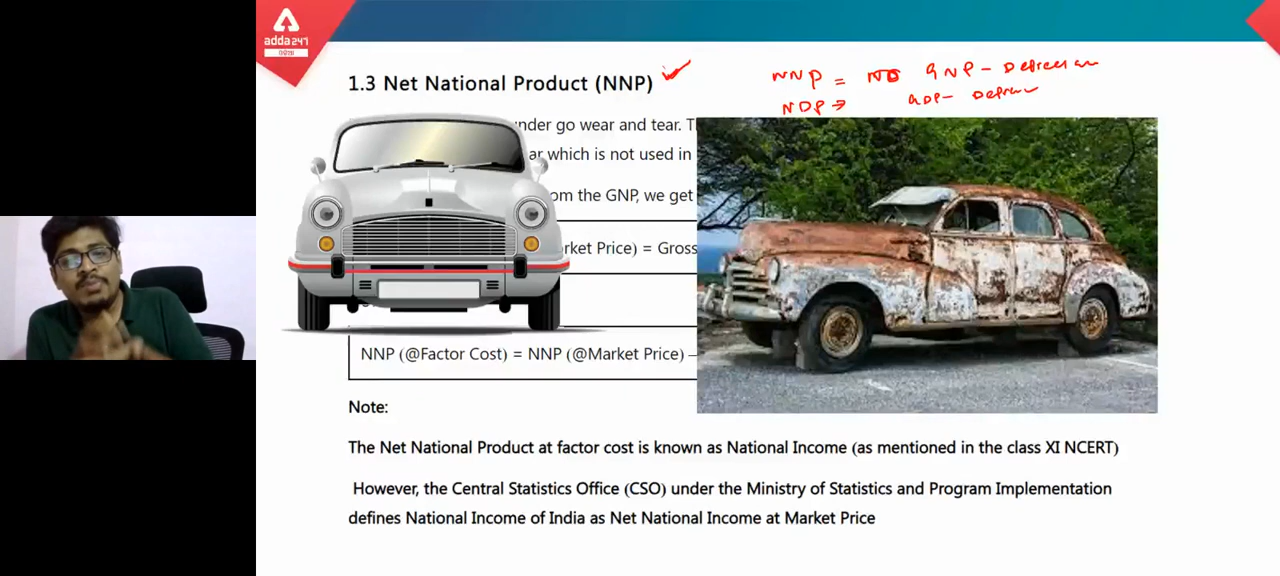 adda247
ଓଡ଼ିଆ
1.3 Net National Product (NNP)
NNP = GNP -
NDP → GDP -
nder go wear and tear. T
ar which is not used in
om the GNP, we get
rket Price) = Gross
NNP (@Factor Cost) = NNP (@Market Price) –
Note:
The Net National Product at factor cost is known as National Income (as mentioned in the class XI NCERT)
However, the Central Statistics Office (CSO) under the Ministry of Statistics and Program Implementation
defines National Income of India as Net National Income at Market Price